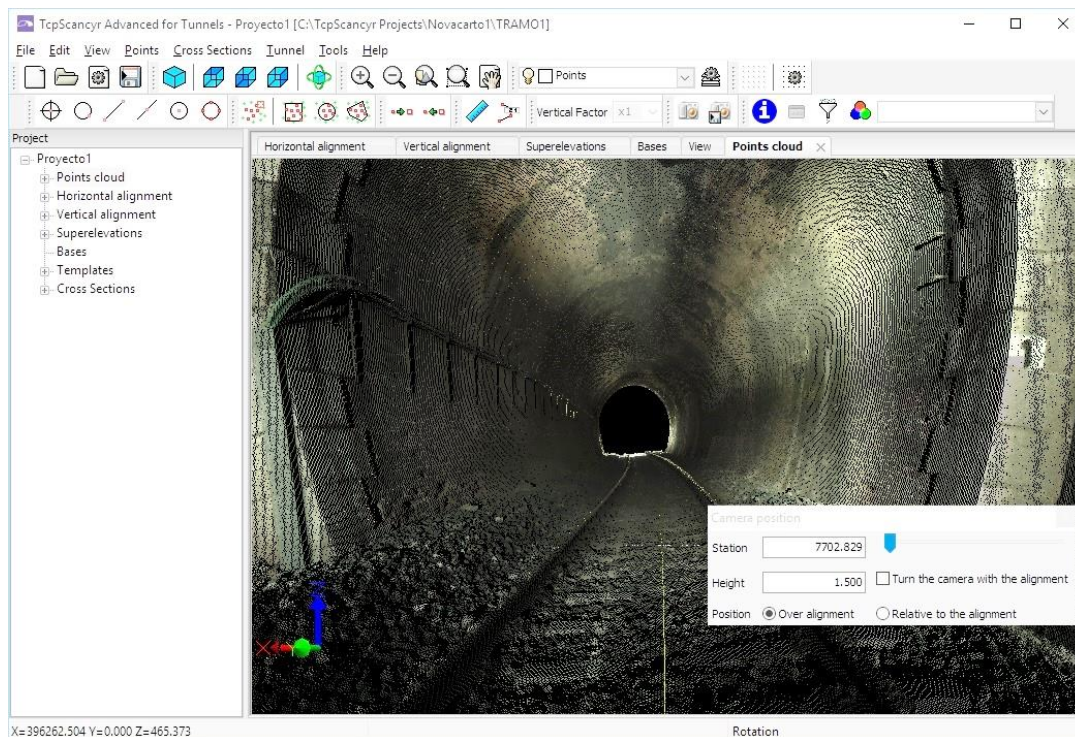 TcpScancyr Advanced for Tunnels - Proyecto1 [C:\TcpScancyr Projects\Novacarto1\TRAMO1]
File Edit View Points Cross Sections Tunnel Tools Help
Points
Vertical Factor x1
Project
Horizontal alignment Vertical alignment Superelevations Bases View Points cloud
Proyecto1
Points cloud
Horizontal alignment
Vertical alignment
Superelevations
Bases
Templates
Cross Sections
Camera position
Station 7702.829
Height 1.500 Turn the camera with the alignment
Position Over alignment Relative to the alignment
X
X=396262.504 Y=0.000 Z=465.373 Rotation